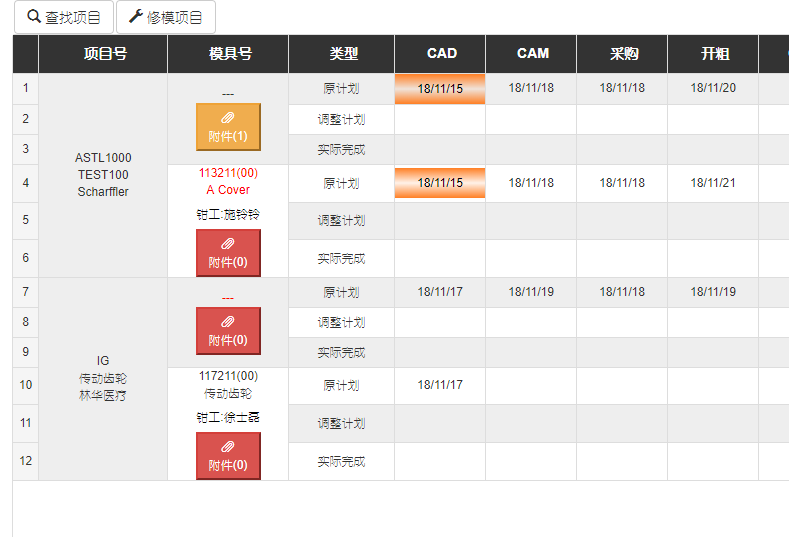 查找项目 修模项目
项目号 模具号 类型 CAD CAM 采购 开粗
1 --- 原计划 18/11/15 18/11/18 18/11/18 18/11/20
2 附件(1) 调整计划
3 实际完成
ASTL1000
TEST100
Scharffler
4 113211(00) 原计划 18/11/15 18/11/18 18/11/18 18/11/21
A Cover
5 钳工:施铃铃 调整计划
6 附件(0) 实际完成
7 --- 原计划 18/11/17 18/11/19 18/11/18 18/11/19
8 附件(0) 调整计划
9 实际完成
IG
传动齿轮
林华医疗
10 117211(00) 原计划 18/11/17
传动齿轮
11 钳工:徐士磊 调整计划
12 附件(0) 实际完成